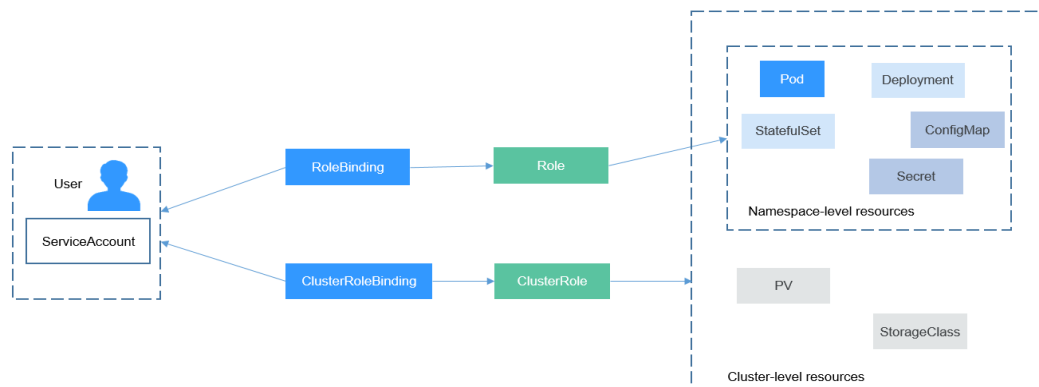 User
ServiceAccount
RoleBinding
Role
ClusterRoleBinding
ClusterRole
Pod
Deployment
StatefulSet
ConfigMap
Secret
Namespace-level resources
PV
StorageClass
Cluster-level resources